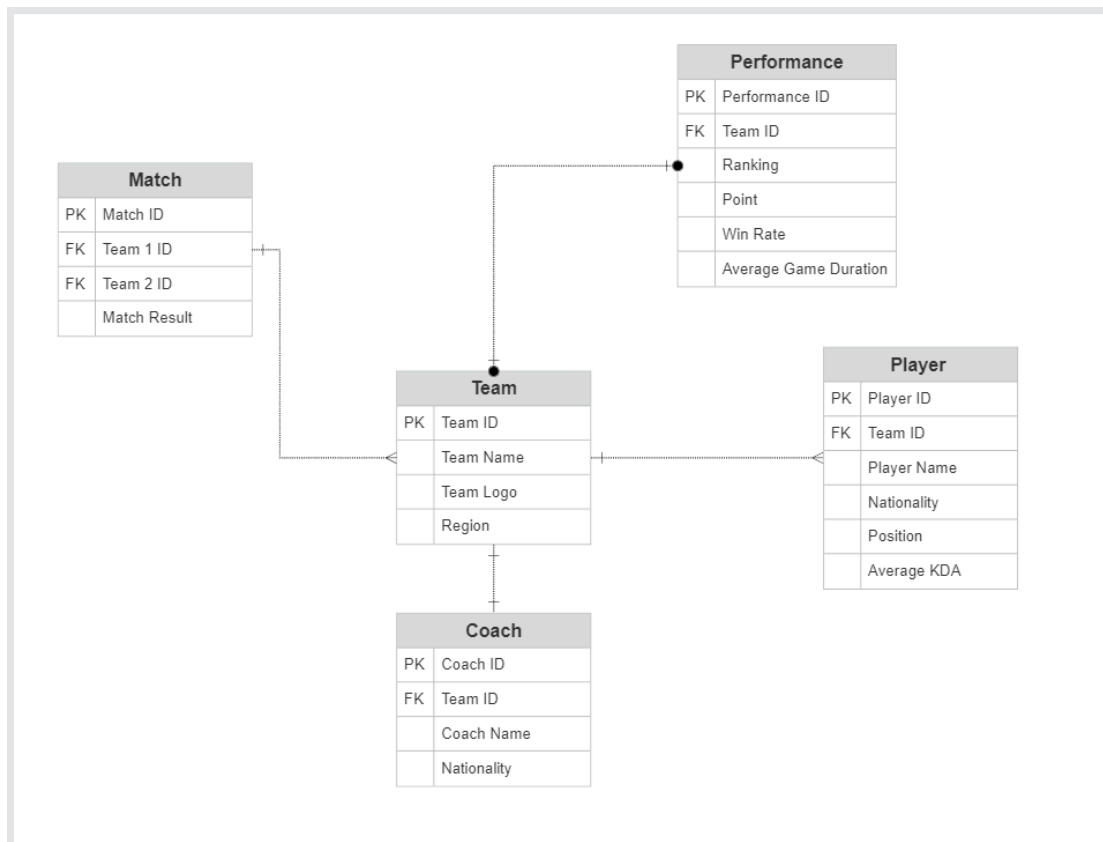 Performance
PK Performance ID
FK Team ID
Ranking
Point
Win Rate
Average Game Duration
Match
PK Match ID
FK Team 1 ID
FK Team 2 ID
Match Result
Team
PK Team ID
Team Name
Team Logo
Region
Player
PK Player ID
FK Team ID
Player Name
Nationality
Position
Average KDA
Coach
PK Coach ID
FK Team ID
Coach Name
Nationality